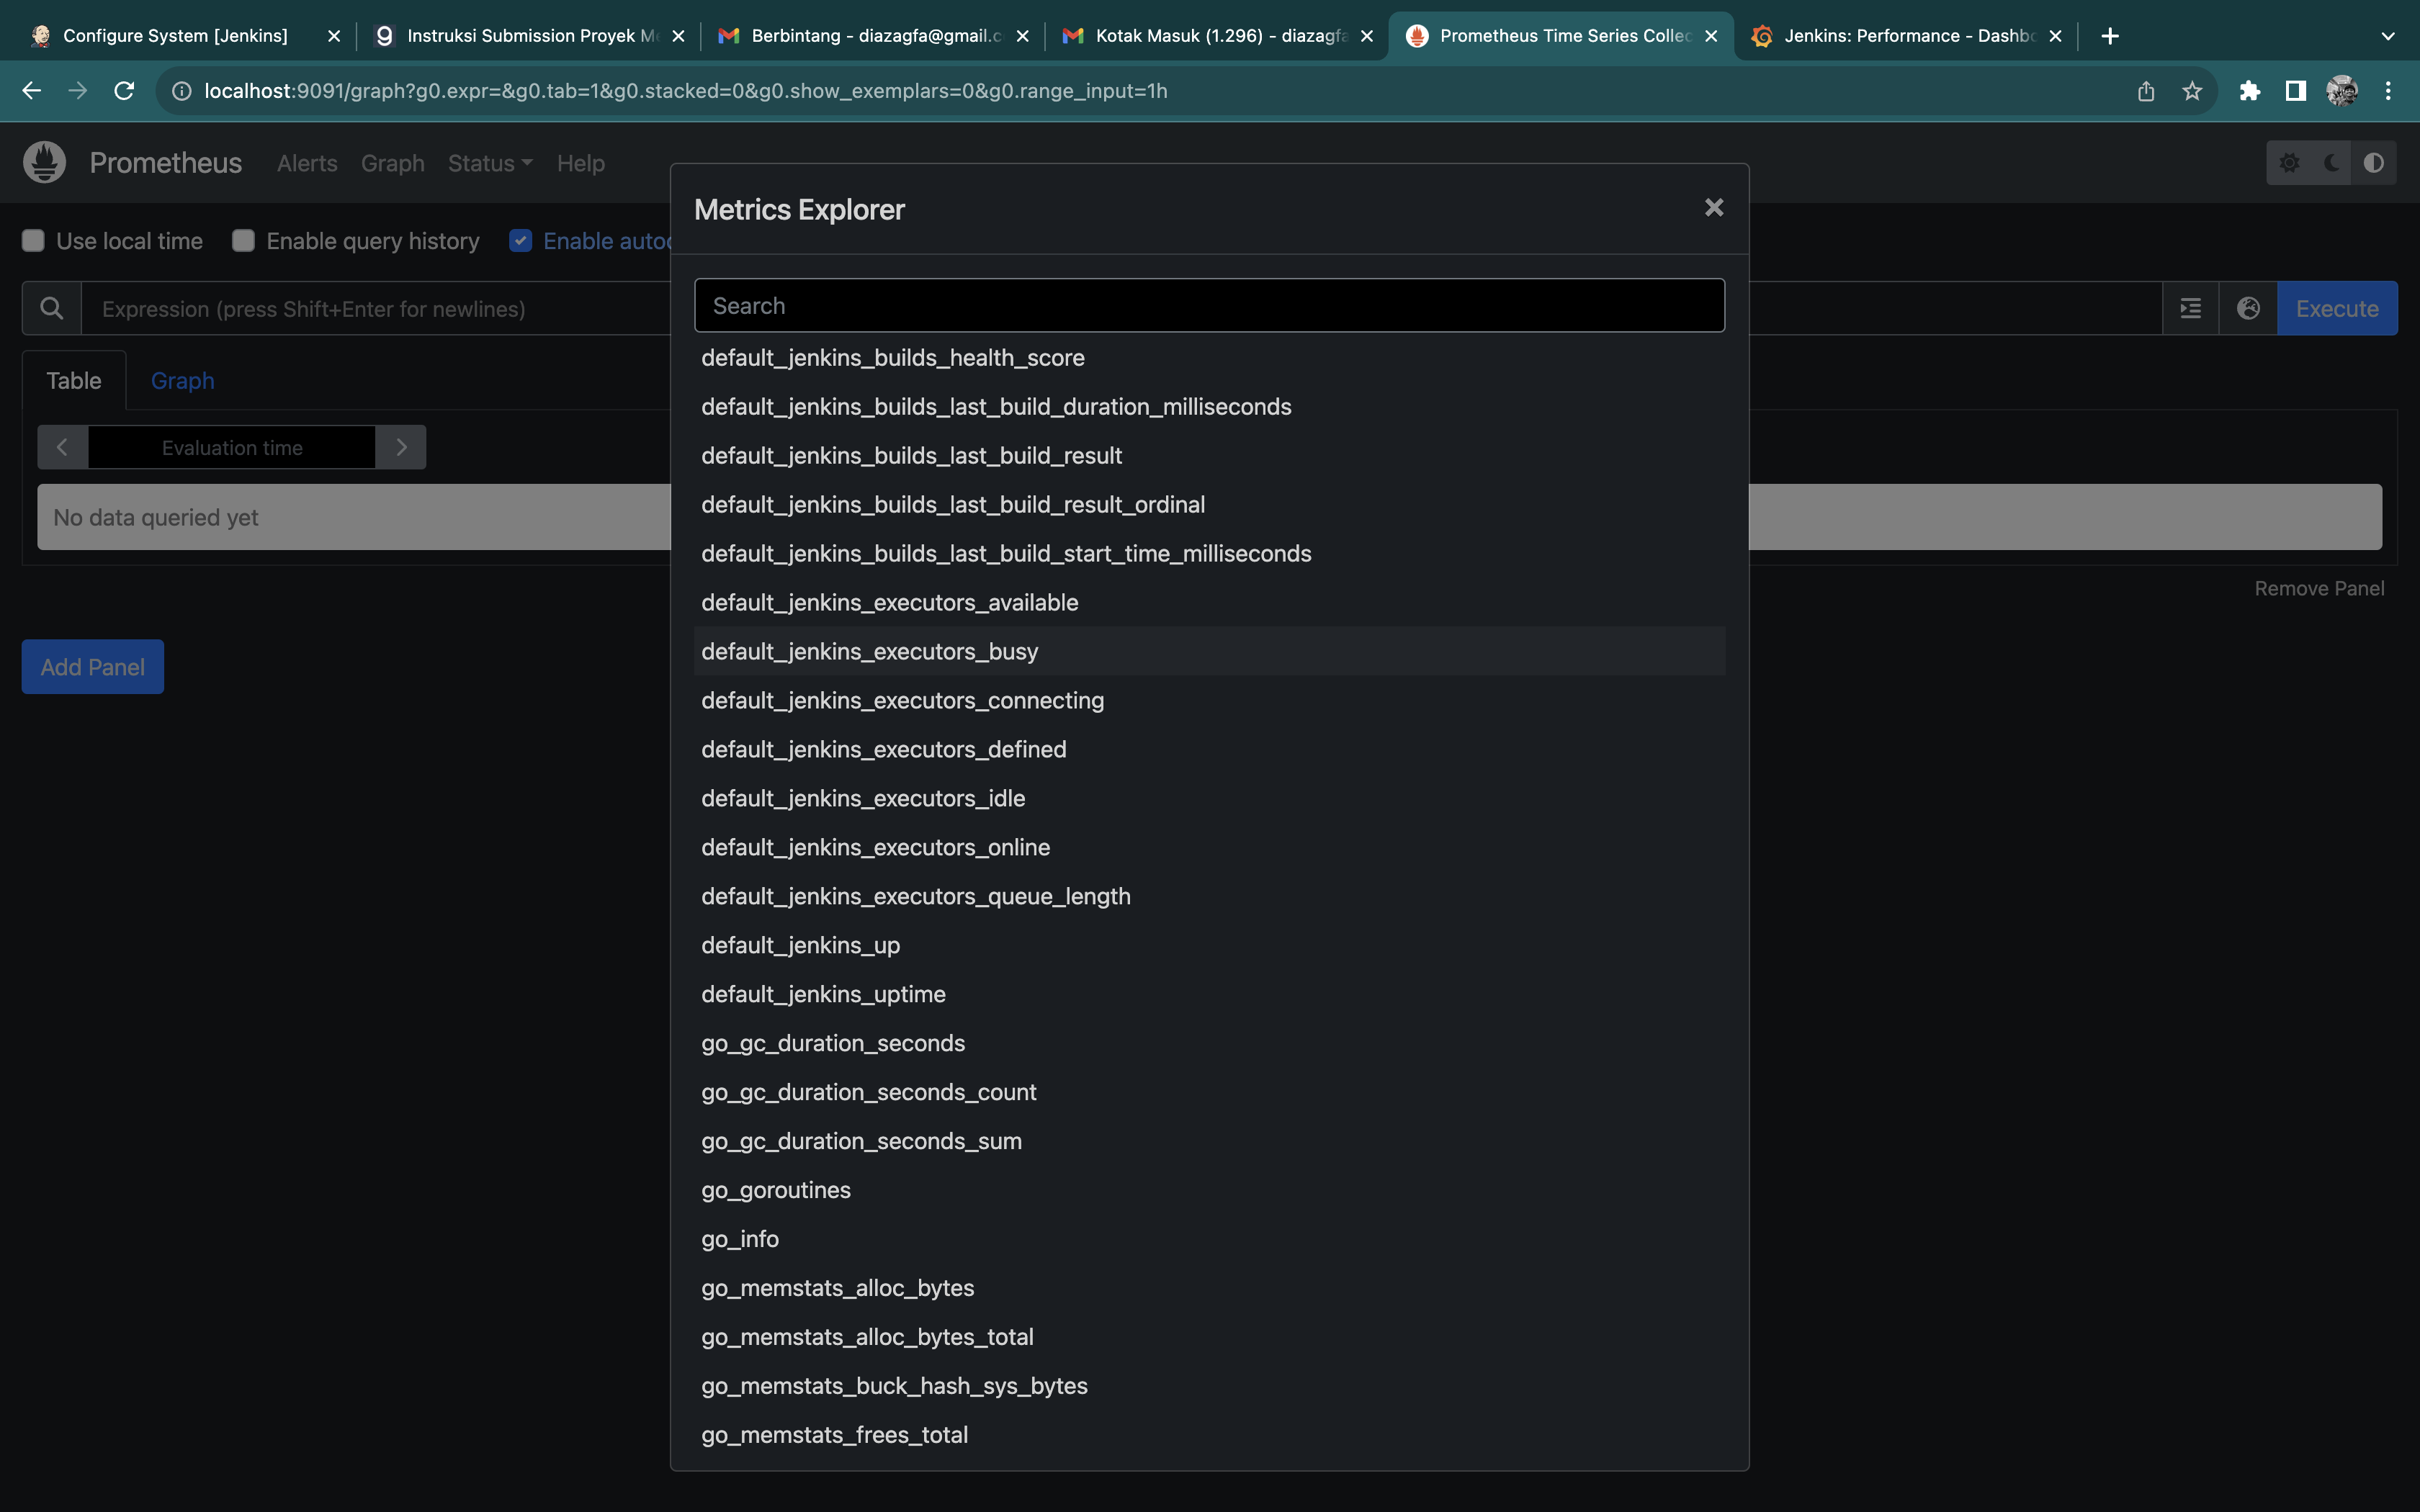 Configure System [Jenkins]
Instruksi Submission Proyek M
Berbintang - diazagfa@gmail.c
Kotak Masuk (1.296) - diazagfa
Prometheus Time Series Collec
Jenkins: Performance - Dashb
localhost:9091/graph?g0.expr=&g0.tab=1&g0.stacked=0&g0.show_exemplars=0&g0.range_input=1h
Prometheus
Alerts
Graph
Status
Help
Use local time
Enable query history
Enable auto
Expression (press Shift+Enter for newlines)
Execute
Table
Graph
Evaluation time
No data queried yet
Remove Panel
Add Panel
Metrics Explorer
Search
default_jenkins_builds_health_score
default_jenkins_builds_last_build_duration_milliseconds
default_jenkins_builds_last_build_result
default_jenkins_builds_last_build_result_ordinal
default_jenkins_builds_last_build_start_time_milliseconds
default_jenkins_executors_available
default_jenkins_executors_busy
default_jenkins_executors_connecting
default_jenkins_executors_defined
default_jenkins_executors_idle
default_jenkins_executors_online
default_jenkins_executors_queue_length
default_jenkins_up
default_jenkins_uptime
go_gc_duration_seconds
go_gc_duration_seconds_count
go_gc_duration_seconds_sum
go_goroutines
go_info
go_memstats_alloc_bytes
go_memstats_alloc_bytes_total
go_memstats_buck_hash_sys_bytes
go_memstats_frees_total